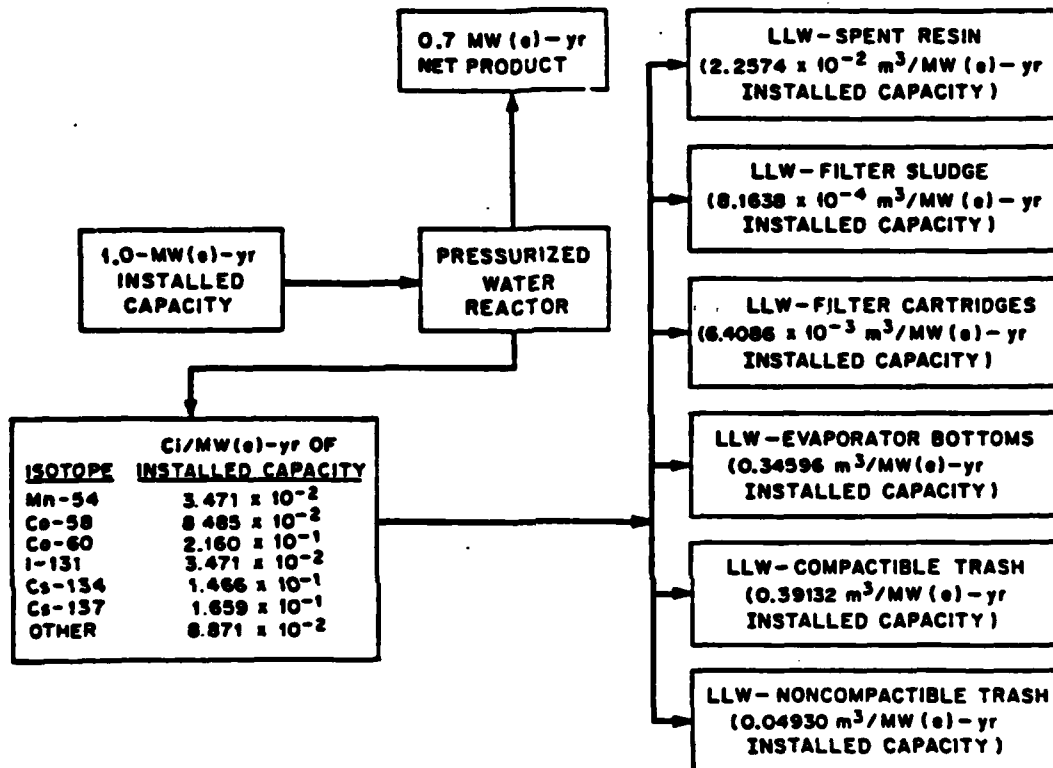 0.7 MW(e)-yr
NET PRODUCT
1.0-MW(e)-yr
INSTALLED
CAPACITY
PRESSURIZED
WATER
REACTOR
Ci/MW(e)-yr OF
ISOTOPE INSTALLED CAPACITY
Mn-54 3.471 x 10⁻²
Co-58 8.485 x 10⁻²
Co-60 2.160 x 10⁻¹
I-131 3.471 x 10⁻²
Cs-134 1.466 x 10⁻¹
Cs-137 1.659 x 10⁻¹
OTHER 8.871 x 10⁻²
LLW-SPENT RESIN
(2.2574 x 10⁻² m³/MW(e)-yr
INSTALLED CAPACITY)
LLW-FILTER SLUDGE
(8.1638 x 10⁻⁴ m³/MW(e)-yr
INSTALLED CAPACITY)
LLW-FILTER CARTRIDGES
(6.4086 x 10⁻³ m³/MW(e)-yr
INSTALLED CAPACITY)
LLW-EVAPORATOR BOTTOMS
(0.34596 m³/MW(e)-yr
INSTALLED CAPACITY)
LLW-COMPACTIBLE TRASH
(0.39132 m³/MW(e)-yr
INSTALLED CAPACITY)
LLW-NONCOMPACTIBLE TRASH
(0.04930 m³/MW(e)-yr
INSTALLED CAPACITY)